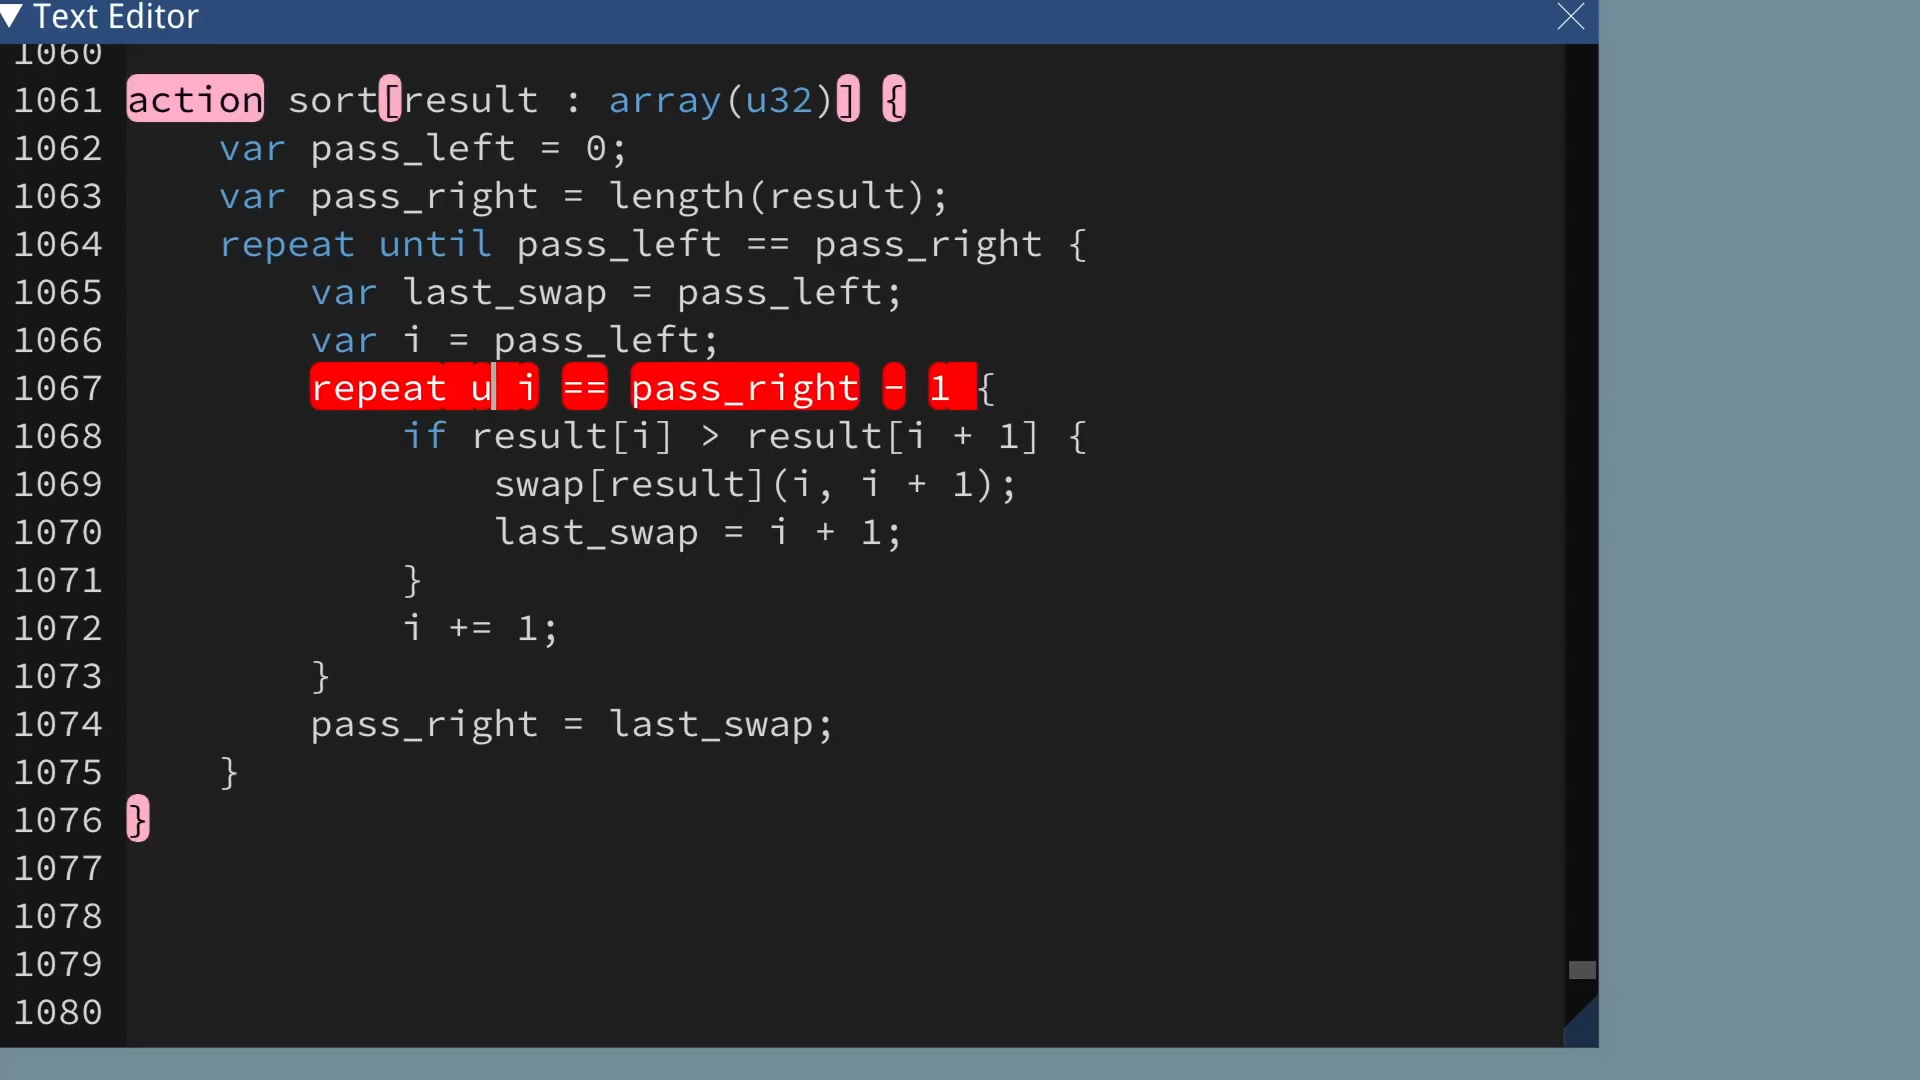 Text Editor
1060
1061 action sort[result : array(u32)] {
1062     var pass_left = 0;
1063     var pass_right = length(result);
1064     repeat until pass_left == pass_right {
1065         var last_swap = pass_left;
1066         var i = pass_left;
1067         repeat u i == pass_right - 1 {
1068             if result[i] > result[i + 1] {
1069                 swap[result](i, i + 1);
1070                 last_swap = i + 1;
1071             }
1072             i += 1;
1073         }
1074         pass_right = last_swap;
1075     }
1076 }
1077
1078
1079
1080